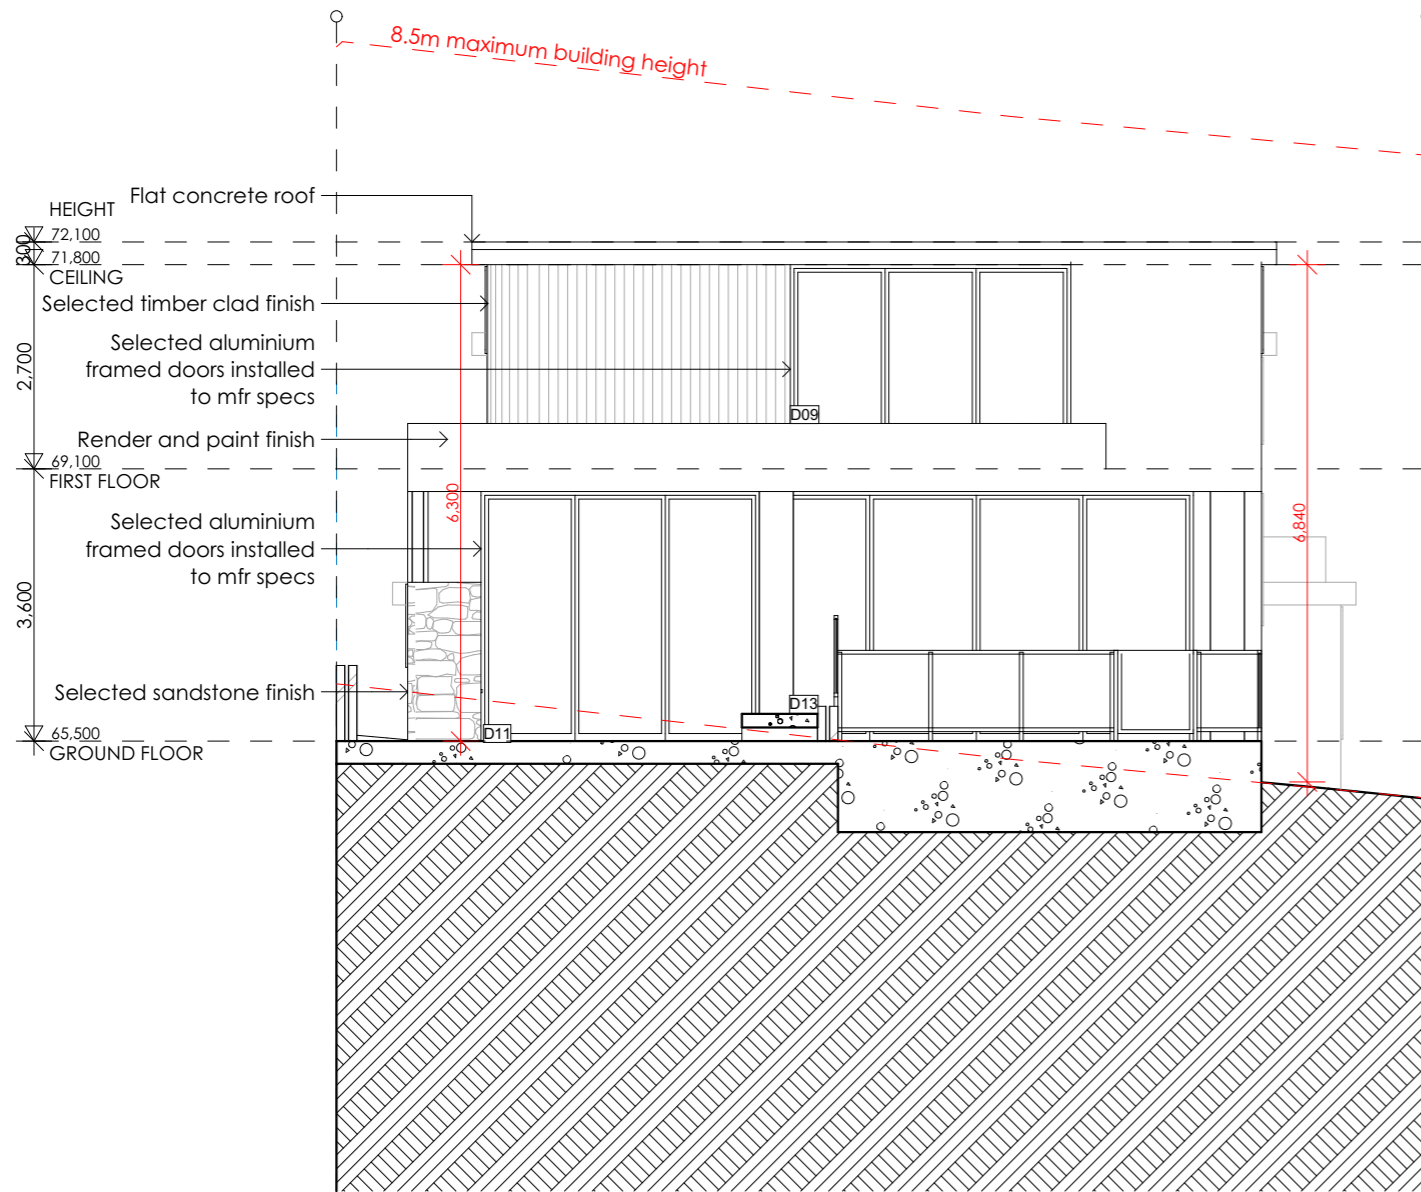 8.5m maximum building height
Flat concrete roof
HEIGHT
72,100
300
71,800
CEILING
Selected timber clad finish
Selected aluminium
framed doors installed
to mfr specs
2,700
D09
Render and paint finish
69,100
FIRST FLOOR
6,300
6,840
Selected aluminium
framed doors installed
to mfr specs
3,600
Selected sandstone finish
D13
D11
65,500
GROUND FLOOR